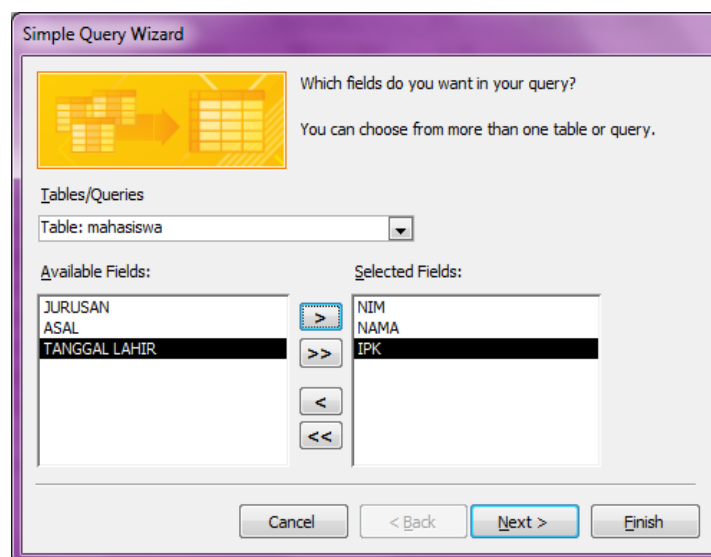 Simple Query Wizard
Which fields do you want in your query?
You can choose from more than one table or query.
Tables/Queries
Table: mahasiswa
Available Fields:
JURUSAN
ASAL
TANGGAL LAHIR
>
>>
<
<<
Selected Fields:
NIM
NAMA
IPK
Cancel
< Back
Next >
Finish